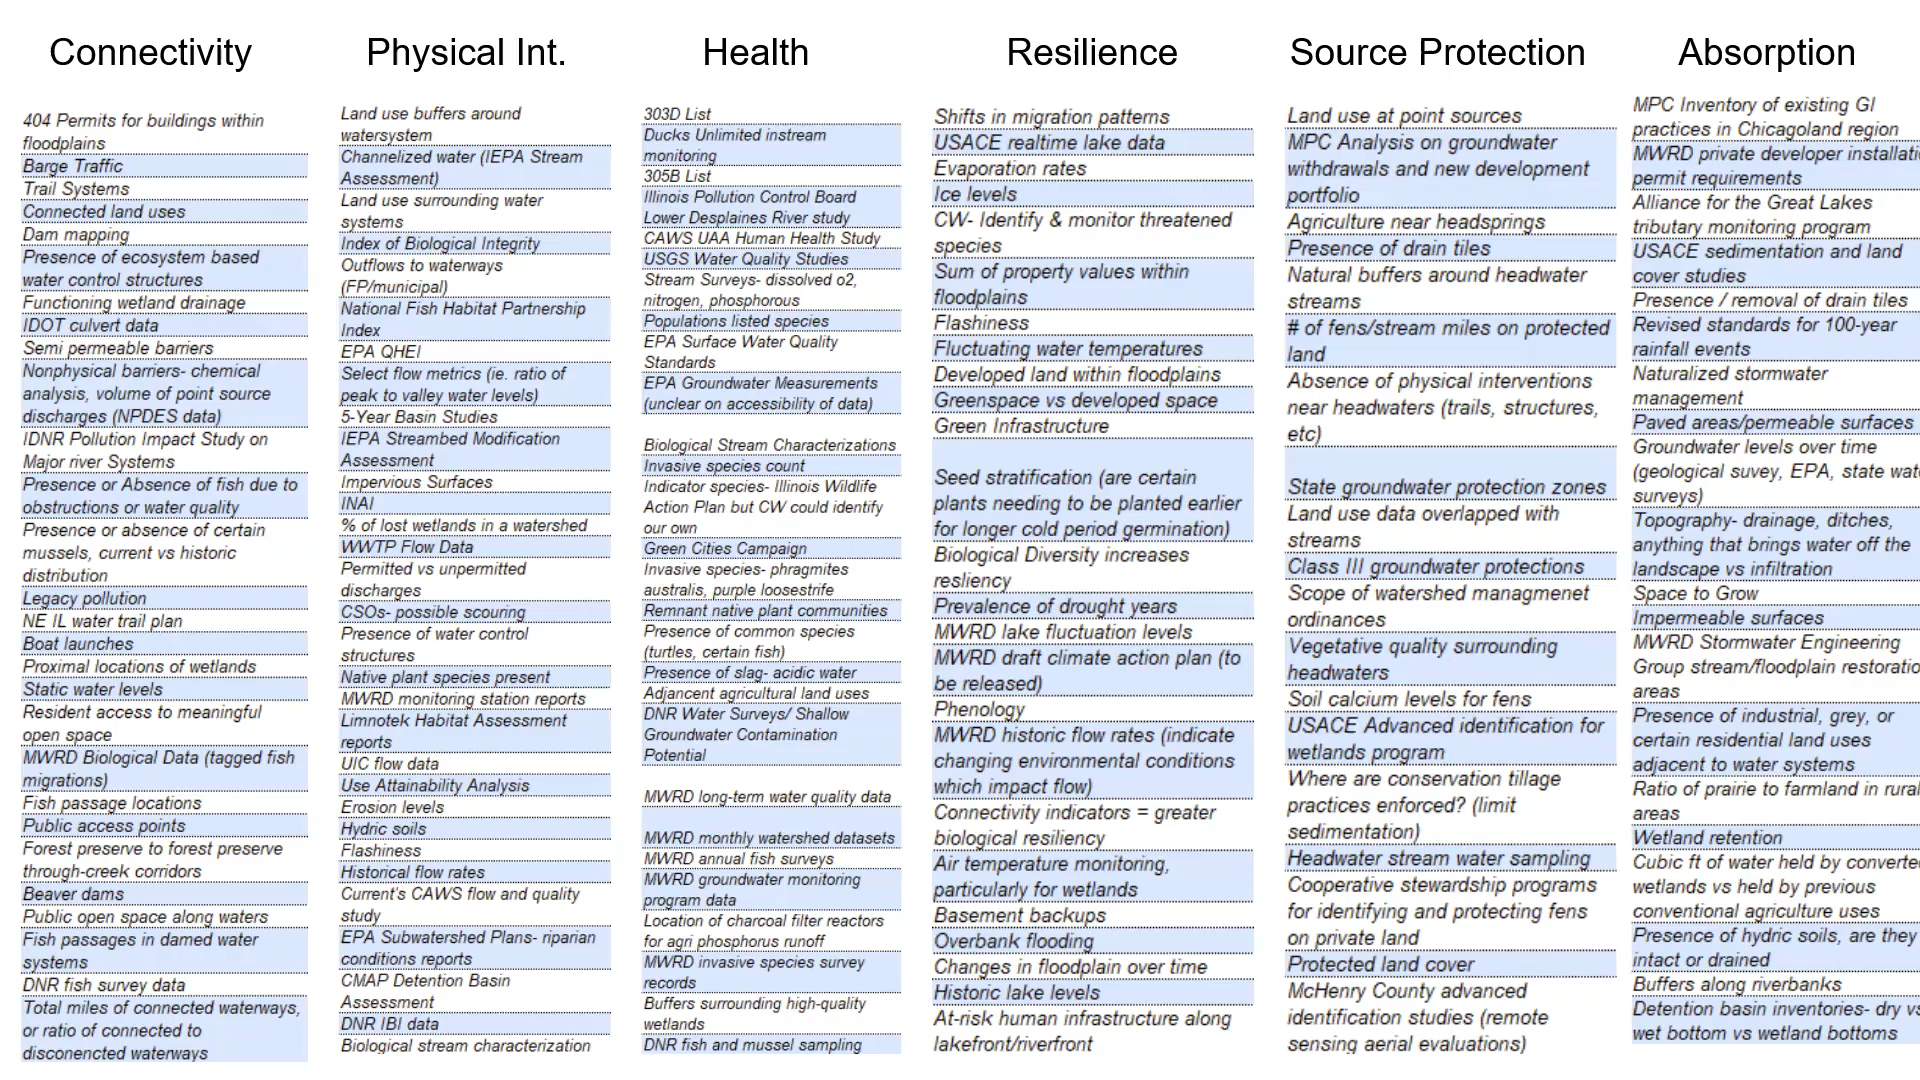 Connectivity
404 Permits for buildings within
floodplains
Barge Traffic
Trail Systems
Connected land uses
Dam mapping
Presence of ecosystem based
water control structures
Functioning wetland drainage
IDOT culvert data
Semi permeable barriers
Nonphysical barriers- chemical
analysis, volume of point source
discharges (NPDES data)
IDNR Pollution Impact Study on
Major river Systems
Presence or Absence of fish due to
obstructions or water quality
Presence or absence of certain
mussels, current vs historic
distribution
Legacy pollution
NE IL water trail plan
Boat launches
Proximal locations of wetlands
Static water levels
Resident access to meaningful
open space
MWRD Biological Data (tagged fish
migrations)
Fish passage locations
Public access points
Forest preserve to forest preserve
through-creek corridors
Beaver dams
Public open space along waters
Fish passages in damed water
systems
DNR fish survey data
Total miles of connected waterways,
or ratio of connected to
disconencted waterways
Physical Int.
Land use buffers around
watersystem
Channelized water (IEPA Stream
Assessment)
Land use surrounding water
systems
Index of Biological Integrity
Outflows to waterways
(FP/municipal)
National Fish Habitat Partnership
Index
EPA QHEI
Select flow metrics (ie. ratio of
peak to valley water levels)
5-Year Basin Studies
IEPA Streambed Modification
Assessment
Impervious Surfaces
INAI
% of lost wetlands in a watershed
WWTP Flow Data
Permitted vs unpermitted
discharges
CSOs- possible scouring
Presence of water control
structures
Native plant species present
MWRD monitoring station reports
Limnotek Habitat Assessment
reports
UIC flow data
Use Attainability Analysis
Erosion levels
Hydric soils
Flashiness
Historical flow rates
Current's CAWS flow and quality
study
EPA Subwatershed Plans- riparian
conditions reports
CMAP Detention Basin
Assessment
DNR IBI data
Biological stream characterization
Health
303D List
Ducks Unlimited instream
monitoring
305B List
Illinois Pollution Control Board
Lower Desplaines River study
CAWS UAA Human Health Study
USGS Water Quality Studies
Stream Surveys- dissolved o2,
nitrogen, phosphorous
Populations listed species
EPA Surface Water Quality
Standards
EPA Groundwater Measurements
(unclear on accessibility of data)
Biological Stream Characterizations
Invasive species count
Indicator species- Illinois Wildlife
Action Plan but CW could identify
our own
Green Cities Campaign
Invasive species- phragmites
australis, purple loosestrife
Remnant native plant communities
Presence of common species
(turtles, certain fish)
Presence of slag- acidic water
Adjancent agricultural land uses
DNR Water Surveys/ Shallow
Groundwater Contamination
Potential
MWRD long-term water quality data
MWRD monthly watershed datasets
MWRD annual fish surveys
MWRD groundwater monitoring
program data
Location of charcoal filter reactors
for agri phosphorus runoff
MWRD invasive species survey
records
Buffers surrounding high-quality
wetlands
DNR fish and mussel sampling
Resilience
Shifts in migration patterns
USACE realtime lake data
Evaporation rates
Ice levels
CW- Identify & monitor threatened
species
Sum of property values within
floodplains
Flashiness
Fluctuating water temperatures
Developed land within floodplains
Greenspace vs developed space
Green Infrastructure
Seed stratification (are certain
plants needing to be planted earlier
for longer cold period germination)
Biological Diversity increases
resliency
Prevalence of drought years
MWRD lake fluctuation levels
MWRD draft climate action plan (to
be released)
Phenology
MWRD historic flow rates (indicate
changing environmental conditions
which impact flow)
Connectivity indicators = greater
biological resiliency
Air temperature monitoring,
particularly for wetlands
Basement backups
Overbank flooding
Changes in floodplain over time
Historic lake levels
At-risk human infrastructure along
lakefront/riverfront
Source Protection
Land use at point sources
MPC Analysis on groundwater
withdrawals and new development
portfolio
Agriculture near headsprings
Presence of drain tiles
Natural buffers around headwater
streams
# of fens/stream miles on protected
land
Absence of physical interventions
near headwaters (trails, structures,
etc)
State groundwater protection zones
Land use data overlapped with
streams
Class III groundwater protections
Scope of watershed managmenet
ordinances
Vegetative quality surrounding
headwaters
Soil calcium levels for fens
USACE Advanced identification for
wetlands program
Where are conservation tillage
practices enforced? (limit
sedimentation)
Headwater stream water sampling
Cooperative stewardship programs
for identifying and protecting fens
on private land
Protected land cover
McHenry County advanced
identification studies (remote
sensing aerial evaluations)
Absorption
MPC Inventory of existing GI
practices in Chicagoland region
MWRD private developer installati
permit requirements
Alliance for the Great Lakes
tributary monitoring program
USACE sedimentation and land
cover studies
Presence / removal of drain tiles
Revised standards for 100-year
rainfall events
Naturalized stormwater
management
Paved areas/permeable surfaces
Groundwater levels over time
(geological suvey, EPA, state wat
surveys)
Topography- drainage, ditches,
anything that brings water off the
landscape vs infiltration
Space to Grow
Impermeable surfaces
MWRD Stormwater Engineering
Group stream/floodplain restoratio
areas
Presence of industrial, grey, or
certain residential land uses
adjacent to water systems
Ratio of prairie to farmland in rural
areas
Wetland retention
Cubic ft of water held by converte
wetlands vs held by previous
conventional agriculture uses
Presence of hydric soils, are they
intact or drained
Buffers along riverbanks
Detention basin inventories- dry vs
wet bottom vs wetland bottoms